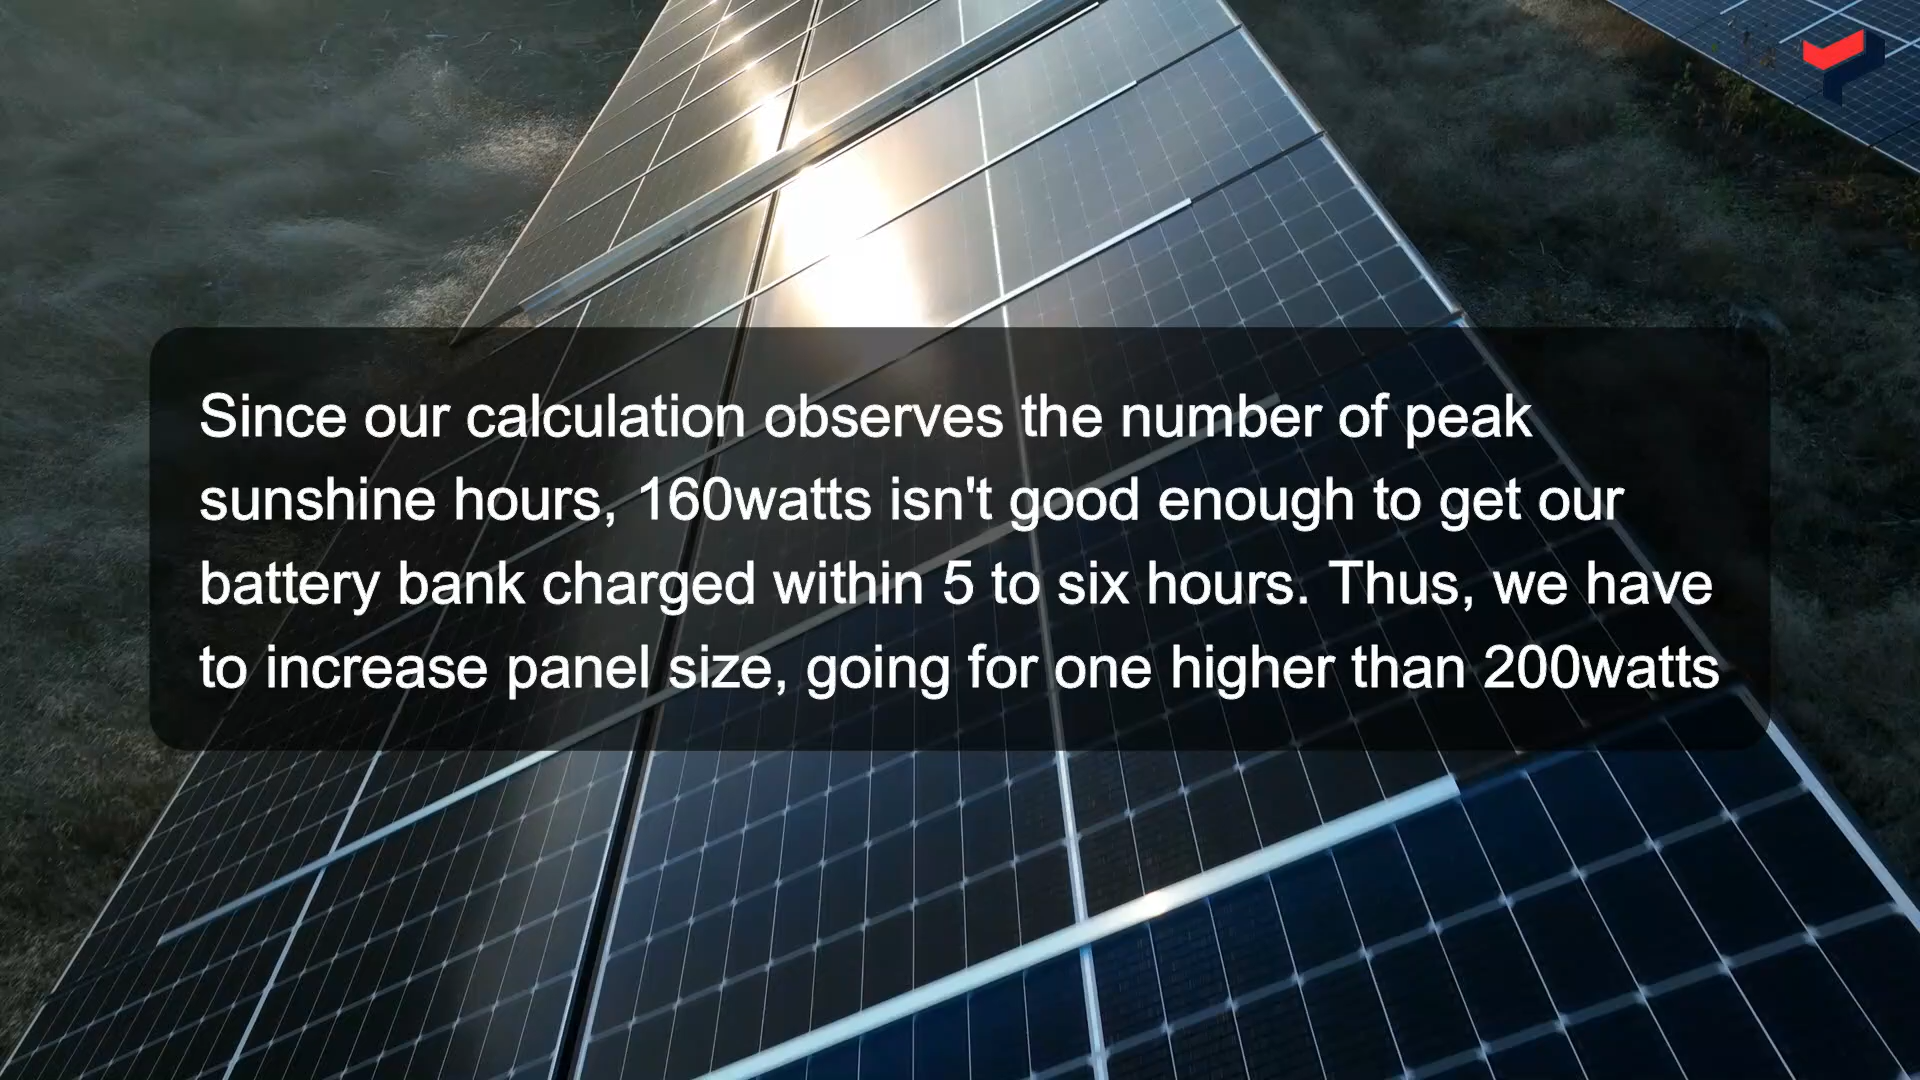 Since our calculation observes the number of peak
sunshine hours, 160watts isn't good enough to get our
battery bank charged within 5 to six hours. Thus, we have
to increase panel size, going for one higher than 200watts